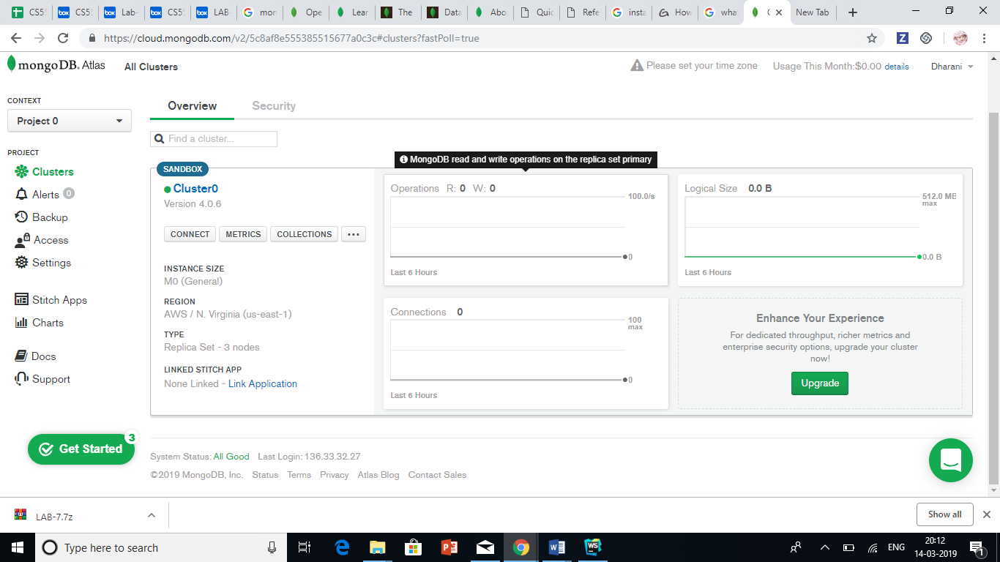 CS5
CS5
Lab-
CS5
LAB-
mon
Ope
Lear
The
Data
Abo
Quic
Refe
insta
How
wha
C
New Tab
https://cloud.mongodb.com/v2/5c8af8e555385515677a0c3c#clusters?fastPoll=true
Z
mongoDB. Atlas
All Clusters
Please set your time zone
Usage This Month:$0.00 details
Dharani
CONTEXT
Project 0
PROJECT
Clusters
Alerts 0
Backup
Access
Settings
Stitch Apps
Charts
Docs
Support
Get Started
3
Overview
Security
Find a cluster...
MongoDB read and write operations on the replica set primary
SANDBOX
Cluster0
Version 4.0.6
CONNECT
METRICS
COLLECTIONS
...
INSTANCE SIZE
M0 (General)
REGION
AWS / N. Virginia (us-east-1)
TYPE
Replica Set - 3 nodes
LINKED STITCH APP
None Linked - Link Application
Operations R: 0 W: 0
100.0/s
0
Last 6 Hours
Logical Size 0.0 B
512.0 MB
max
0.0 B
Last 6 Hours
Connections 0
100
max
0
Last 6 Hours
Enhance Your Experience
For dedicated throughput, richer metrics and
enterprise security options, upgrade your cluster
now!
Upgrade
System Status: All Good Last Login: 136.33.32.27
©2019 MongoDB, Inc. Status Terms Privacy Atlas Blog Contact Sales
LAB-7.7z
Show all
Type here to search
ENG
20:12
14-03-2019
1